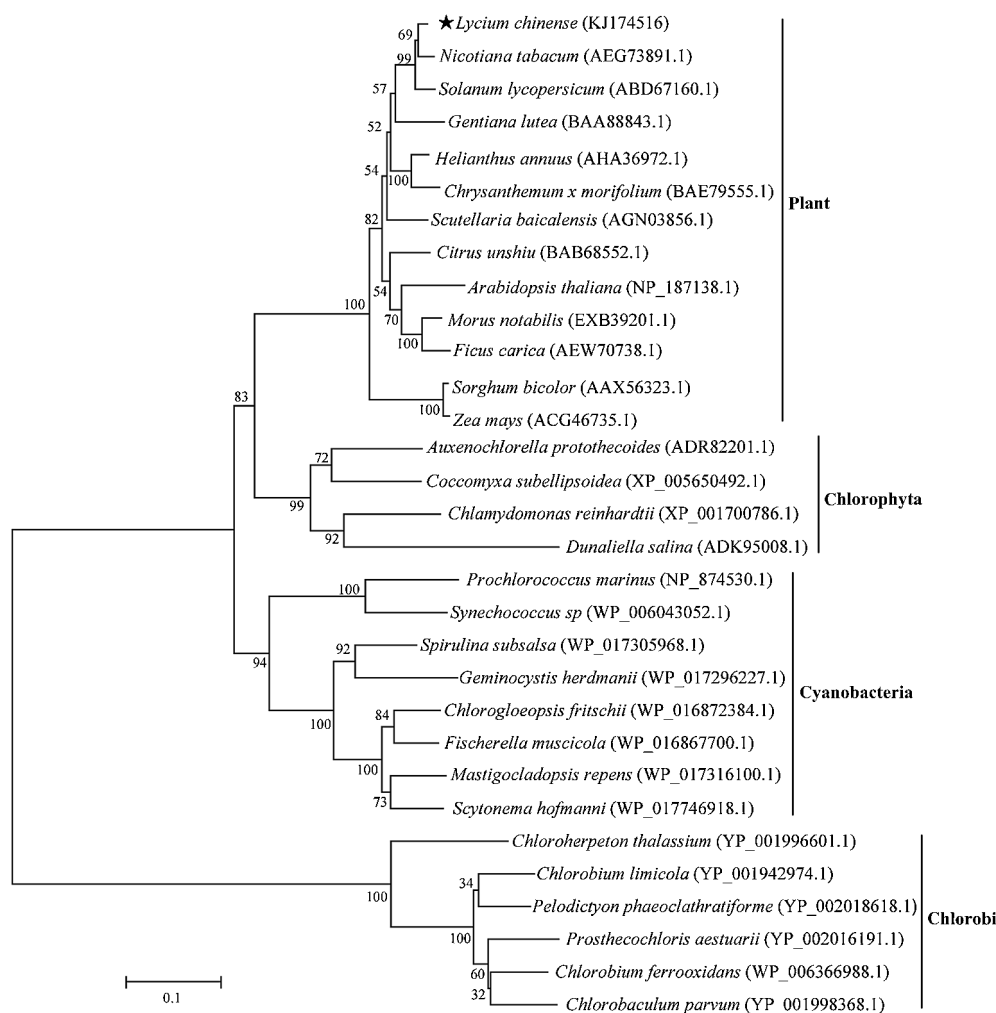 ★Lycium chinense (KJ174516)
69
Nicotiana tabacum (AEG73891.1)
99
Solanum lycopersicum (ABD67160.1)
57
Gentiana lutea (BAA88843.1)
52
Helianthus annuus (AHA36972.1)
54
100
Chrysanthemum x morifolium (BAE79555.1)
Plant
82
Scutellaria baicalensis (AGN03856.1)
Citrus unshiu (BAB68552.1)
54
Arabidopsis thaliana (NP_187138.1)
100
70
Morus notabilis (EXB39201.1)
100
Ficus carica (AEW70738.1)
Sorghum bicolor (AAX56323.1)
83
100
Zea mays (ACG46735.1)
Auxenochlorella protothecoides (ADR82201.1)
72
Coccomyxa subellipsoidea (XP_005650492.1)
Chlorophyta
99
Chlamydomonas reinhardtii (XP_001700786.1)
92
Dunaliella salina (ADK95008.1)
Prochlorococcus marinus (NP_874530.1)
100
Synechococcus sp (WP_006043052.1)
Spirulina subsalsa (WP_017305968.1)
92
94
Geminocystis herdmanii (WP_017296227.1)
Cyanobacteria
Chlorogloeopsis fritschii (WP_016872384.1)
84
100
Fischerella muscicola (WP_016867700.1)
100
Mastigocladopsis repens (WP_017316100.1)
73
Scytonema hofmanni (WP_017746918.1)
Chloroherpeton thalassium (YP_001996601.1)
Chlorobium limicola (YP_001942974.1)
34
100
Pelodictyon phaeoclathratiforme (YP_002018618.1)
Chlorobi
100
Prosthecochloris aestuarii (YP_002016191.1)
60
Chlorobium ferrooxidans (WP_006366988.1)
32
0.1
Chlorobaculum parvum (YP_001998368.1)